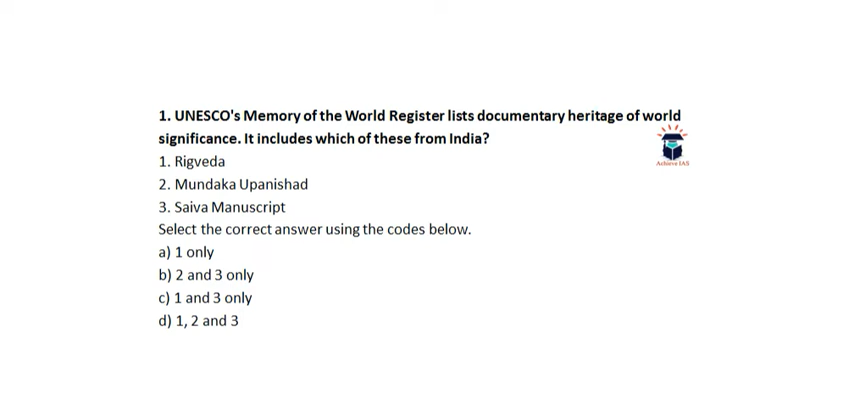 1. UNESCO's Memory of the World Register lists documentary heritage of world
significance. It includes which of these from India?
1. Rigveda
Achieve IAS
2. Mundaka Upanishad
3. Saiva Manuscript
Select the correct answer using the codes below.
a) 1 only
b) 2 and 3 only
c) 1 and 3 only
d) 1, 2 and 3